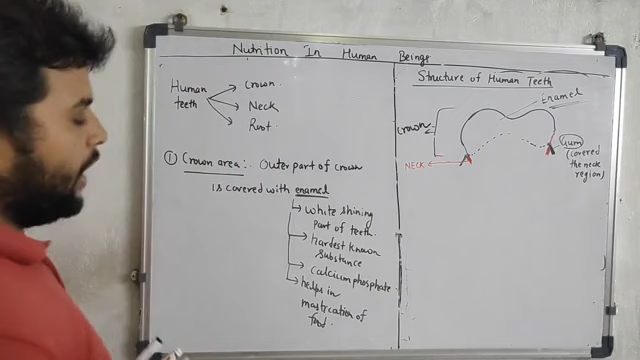 Nutrition In Human Beings
Human teeth
Crown.
Neck
Root
① Crown area:- Outer part of crown
is covered with enamel
white shining
part of teeth
hardest known
substance
calcium phosphate
helps in
mastication of
food.
Structure of Human Teeth
Enamel
crown
NECK
Gum
(covered
the neck
region)